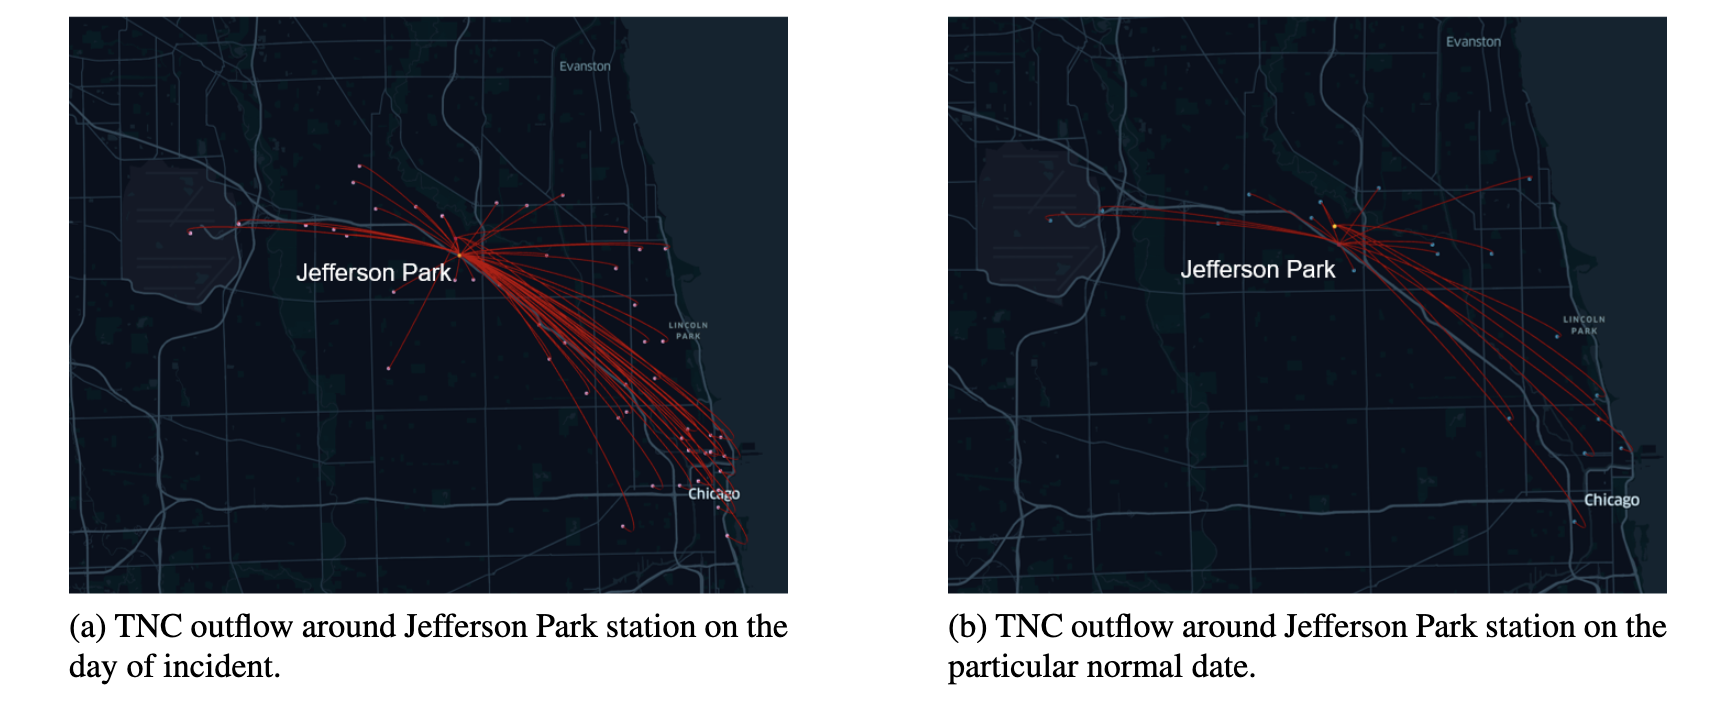 Evanston
Jefferson Park
LINCOLN
PARK
Chicago
(a) TNC outflow around Jefferson Park station on the
day of incident.
Evanston
Jefferson Park
LINCOLN
PARK
Chicago
(b) TNC outflow around Jefferson Park station on the
particular normal date.